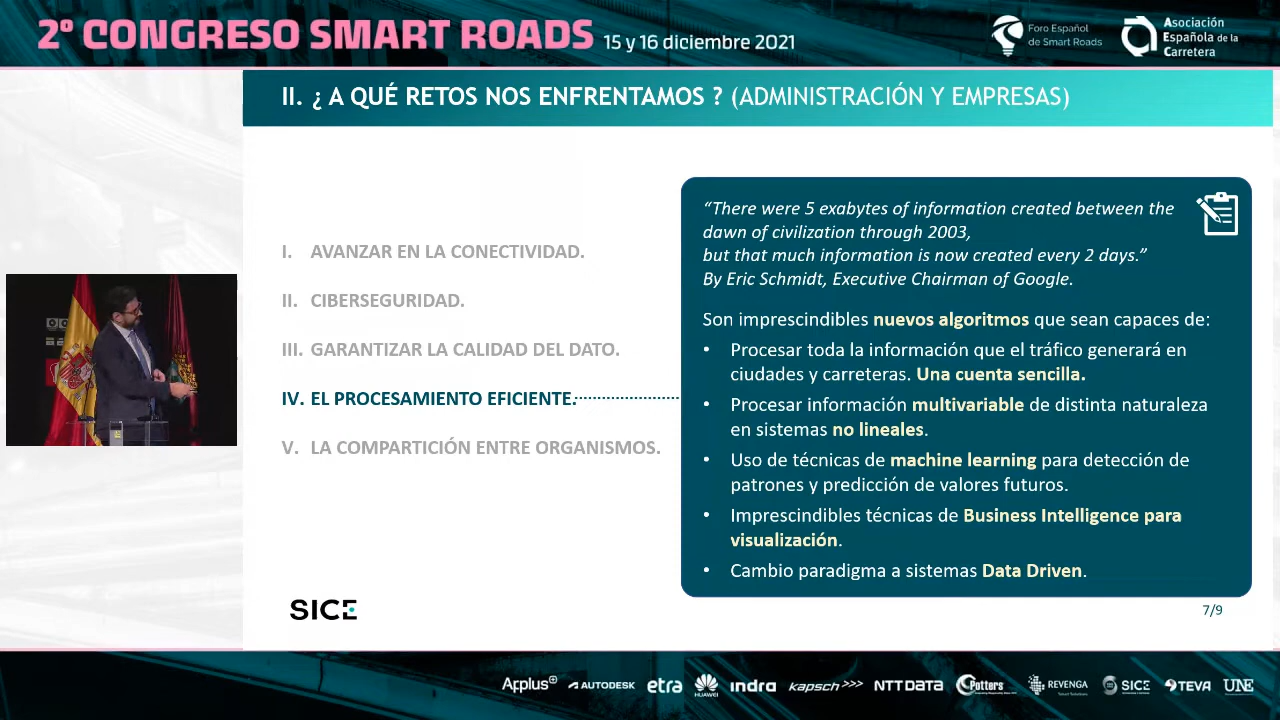 2º CONGRESO SMART ROADS 15 y 16 diciembre 2021
Foro Español
de Smart Roads
Asociación
Española de la
Carretera
II. ¿ A QUÉ RETOS NOS ENFRENTAMOS ? (ADMINISTRACIÓN Y EMPRESAS)
I. AVANZAR EN LA CONECTIVIDAD.
II. CIBERSEGURIDAD.
III. GARANTIZAR LA CALIDAD DEL DATO.
IV. EL PROCESAMIENTO EFICIENTE.
V. LA COMPARTICIÓN ENTRE ORGANISMOS.
“There were 5 exabytes of information created between the
dawn of civilization through 2003,
but that much information is now created every 2 days.”
By Eric Schmidt, Executive Chairman of Google.
Son imprescindibles nuevos algoritmos que sean capaces de:
• Procesar toda la información que el tráfico generará en
ciudades y carreteras. Una cuenta sencilla.
• Procesar información multivariable de distinta naturaleza
en sistemas no lineales.
• Uso de técnicas de machine learning para detección de
patrones y predicción de valores futuros.
• Imprescindibles técnicas de Business Intelligence para
visualización.
• Cambio paradigma a sistemas Data Driven.
SICE
7/9
Applus+ AUTODESK etra HUAWEI indra kapsch>>> NTT DATA Potters REVENGA SICE TEVA UNE